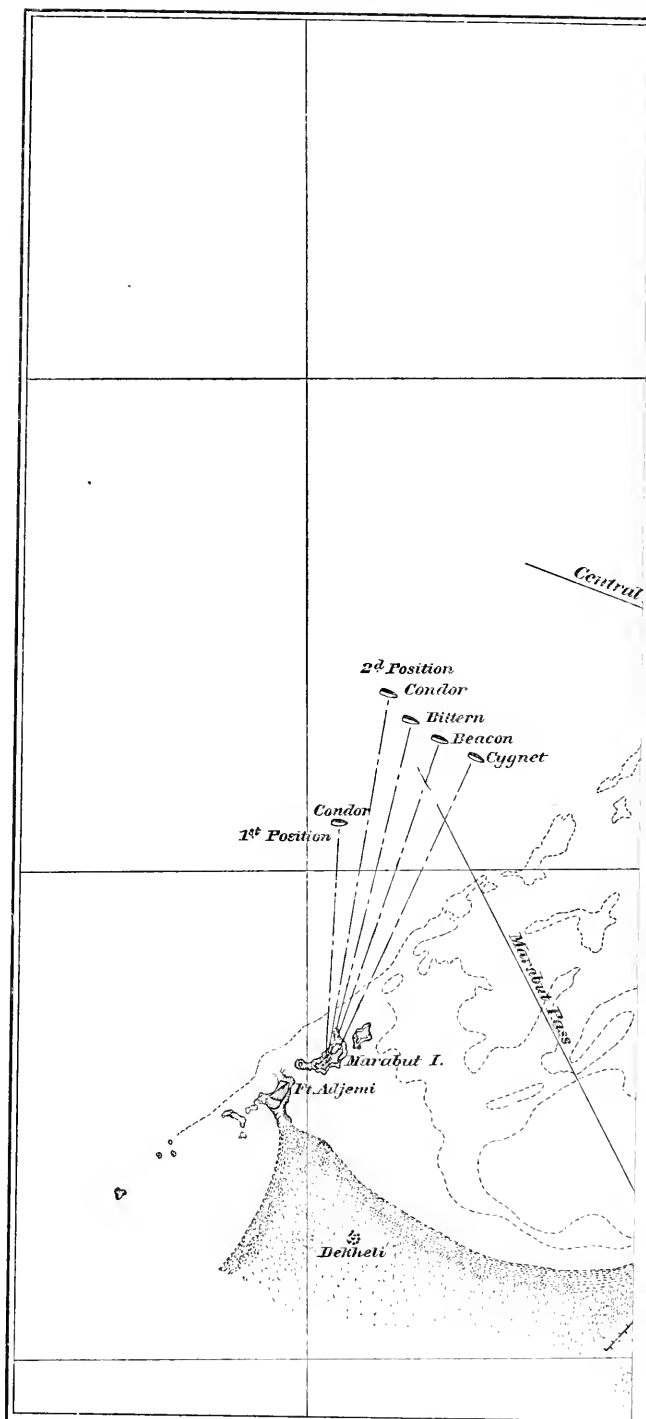 Central
2d Position
Condor
Bittern
Beacon
Cygnet
Condor
1st Position
Marabut Pass
Marabut I.
Ft. Adjemi
Dekheli